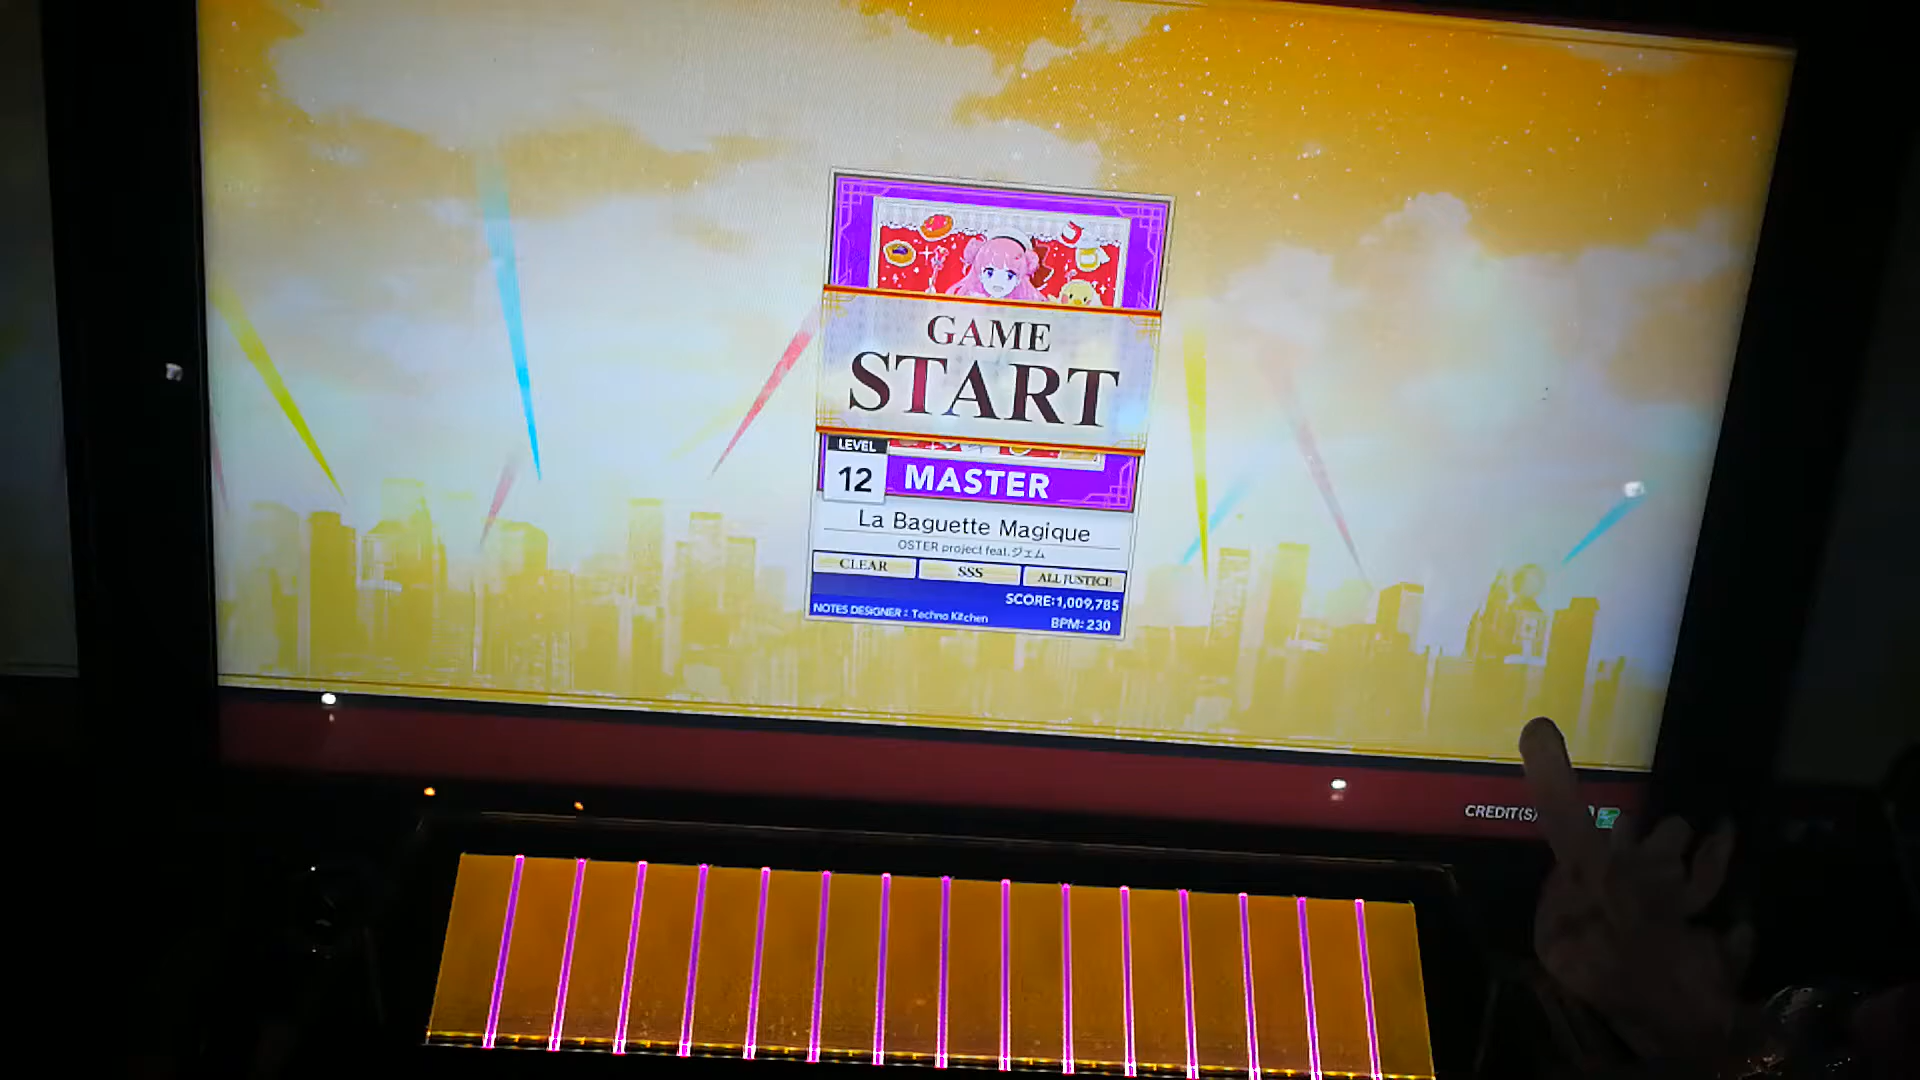 GAME
START
LEVEL
12
MASTER
La Baguette Magique
OSTER project feat.ジェム
CLEAR
SSS
ALL JUSTICE
SCORE:1,009,785
NOTES DESIGNER : Techno Kitchen
BPM: 230
CREDIT(S)